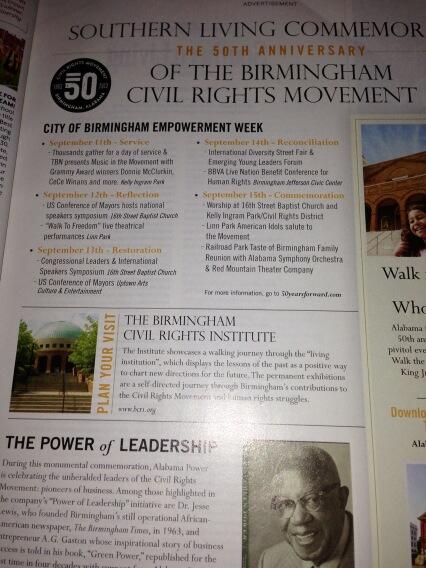 ADVERTISEMENT
SOUTHERN LIVING COMMEMOR
THE 50TH ANNIVERSARY
OF THE BIRMINGHAM
CIVIL RIGHTS MOVEMENT
CIVIL RIGHTS MOVEMENT
50
1963
2013
BIRMINGHAM, ALABAMA
CITY OF BIRMINGHAM EMPOWERMENT WEEK
• September 11th - Service
- Thousands gather for a day of service &
TBN presents Music in the Movement with
Grammy Award winners Donnie McClurkin,
CeCe Winans and more. Kelly Ingram Park
• September 12th - Reflection
- US Conference of Mayors hosts national
speakers symposium 16th Street Baptist Church
- "Walk To Freedom" live theatrical
performances Linn Park
• September 13th - Restoration
- Congressional Leaders & International
Speakers Symposium 16th Street Baptist Church
- US Conference of Mayors Uptown Arts
Culture & Entertainment
• September 14th - Reconciliation
- International Diversity Street Fair &
Emerging Young Leaders Forum
- BBVA Live Nation Benefit Conference for
Human Rights Birmingham Jefferson Civic Center
• September 15th - Commemoration
- Worship at 16th Street Baptist Church and
Kelly Ingram Park/Civil Rights District
- Linn Park American Idols salute to
the Movement
- Railroad Park Taste of Birmingham Family
Reunion with Alabama Symphony Orchestra
& Red Mountain Theater Company
For more information, go to 50yearsforward.com
PLAN YOUR VISIT
THE BIRMINGHAM
CIVIL RIGHTS INSTITUTE
The Institute showcases a walking journey through the "living
institution", which displays the lessons of the past as a positive way
to chart new directions for the future. The permanent exhibitions
are a self-directed journey through Birmingham's contributions to
the Civil Rights Movement and human rights struggles.
www.bcri.org
THE POWER of LEADERSHIP
During this monumental commemoration, Alabama Power
is celebrating the unheralded leaders of the Civil Rights
Movement: pioneers of business. Among those highlighted in
the company's "Power of Leadership" initiative are Dr. Jesse
Lewis, who founded Birmingham's still operational African-
American newspaper, The Birmingham Times, in 1963, and
entrepreneur A.G. Gaston whose inspirational story of business
ccess is told in his book, "Green Power," republished for the
st time in four decades with
Walk
Who
Alabama
50th an
pivotal eve
Walk the
King J
Downlo
Ala